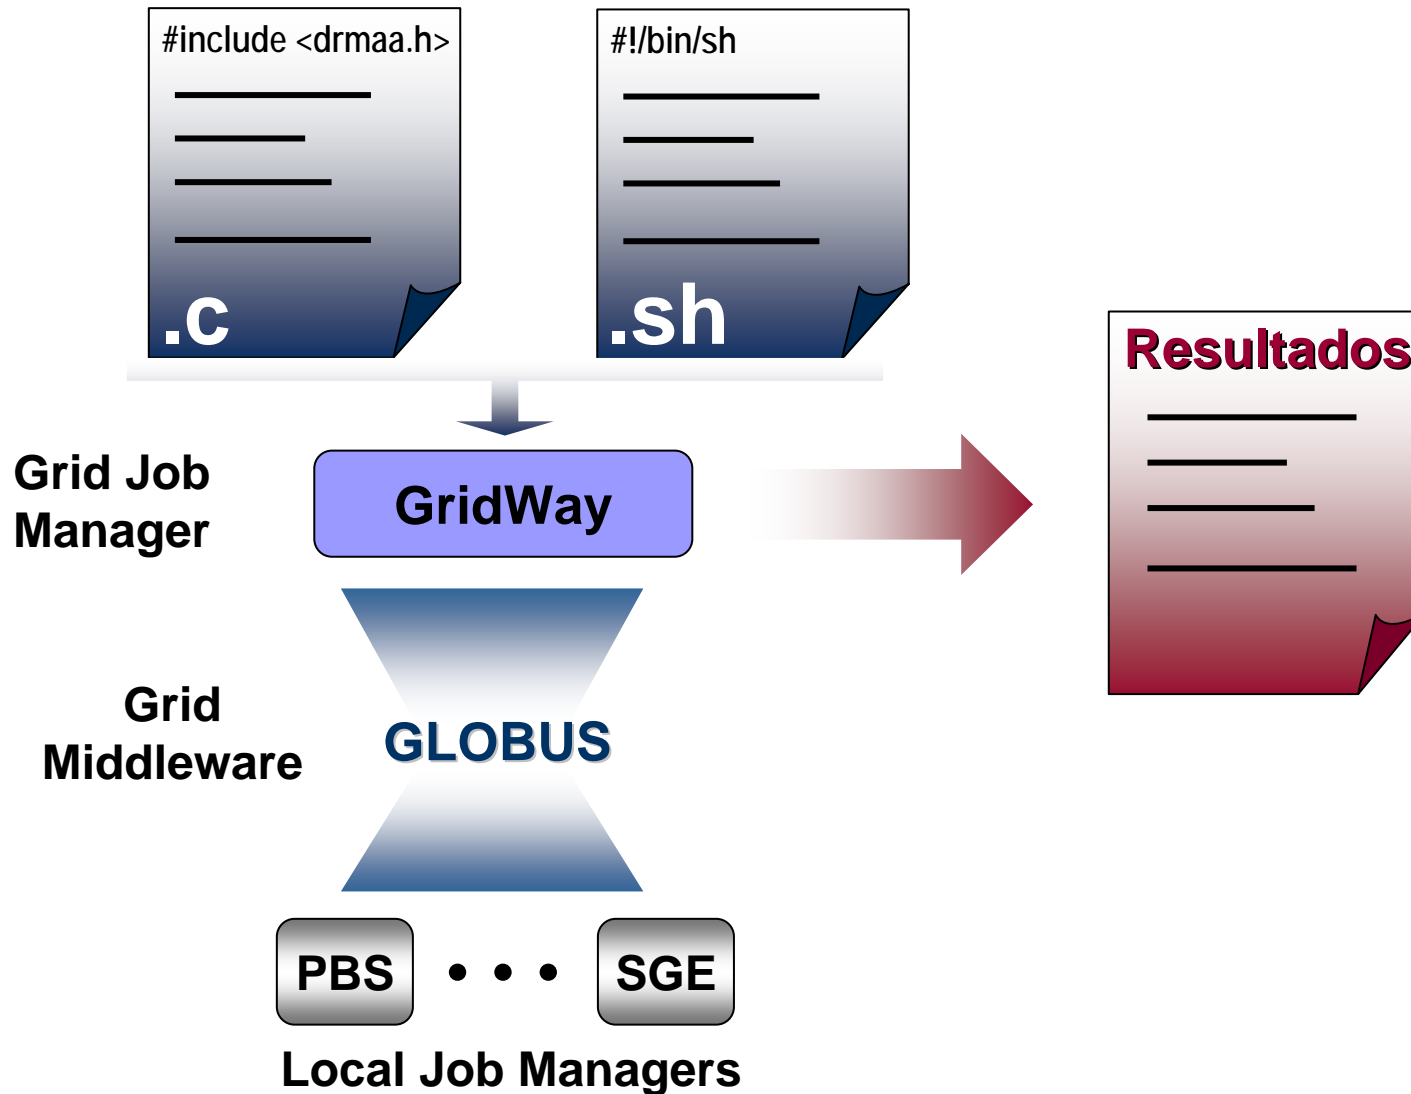 #include <drmaa.h>
.c
#!/bin/sh
.sh
Resultados
Grid Job
Manager
GridWay
Grid
Middleware
GLOBUS
PBS
• • •
SGE
Local Job Managers